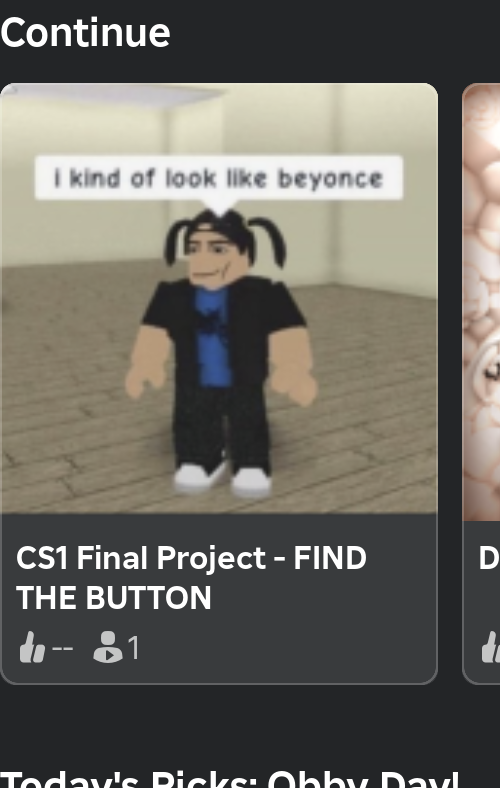 Continue
i kind of look like beyonce
CS1 Final Project - FIND
THE BUTTON
-- 1
D
Today's Picks: Obby Day!